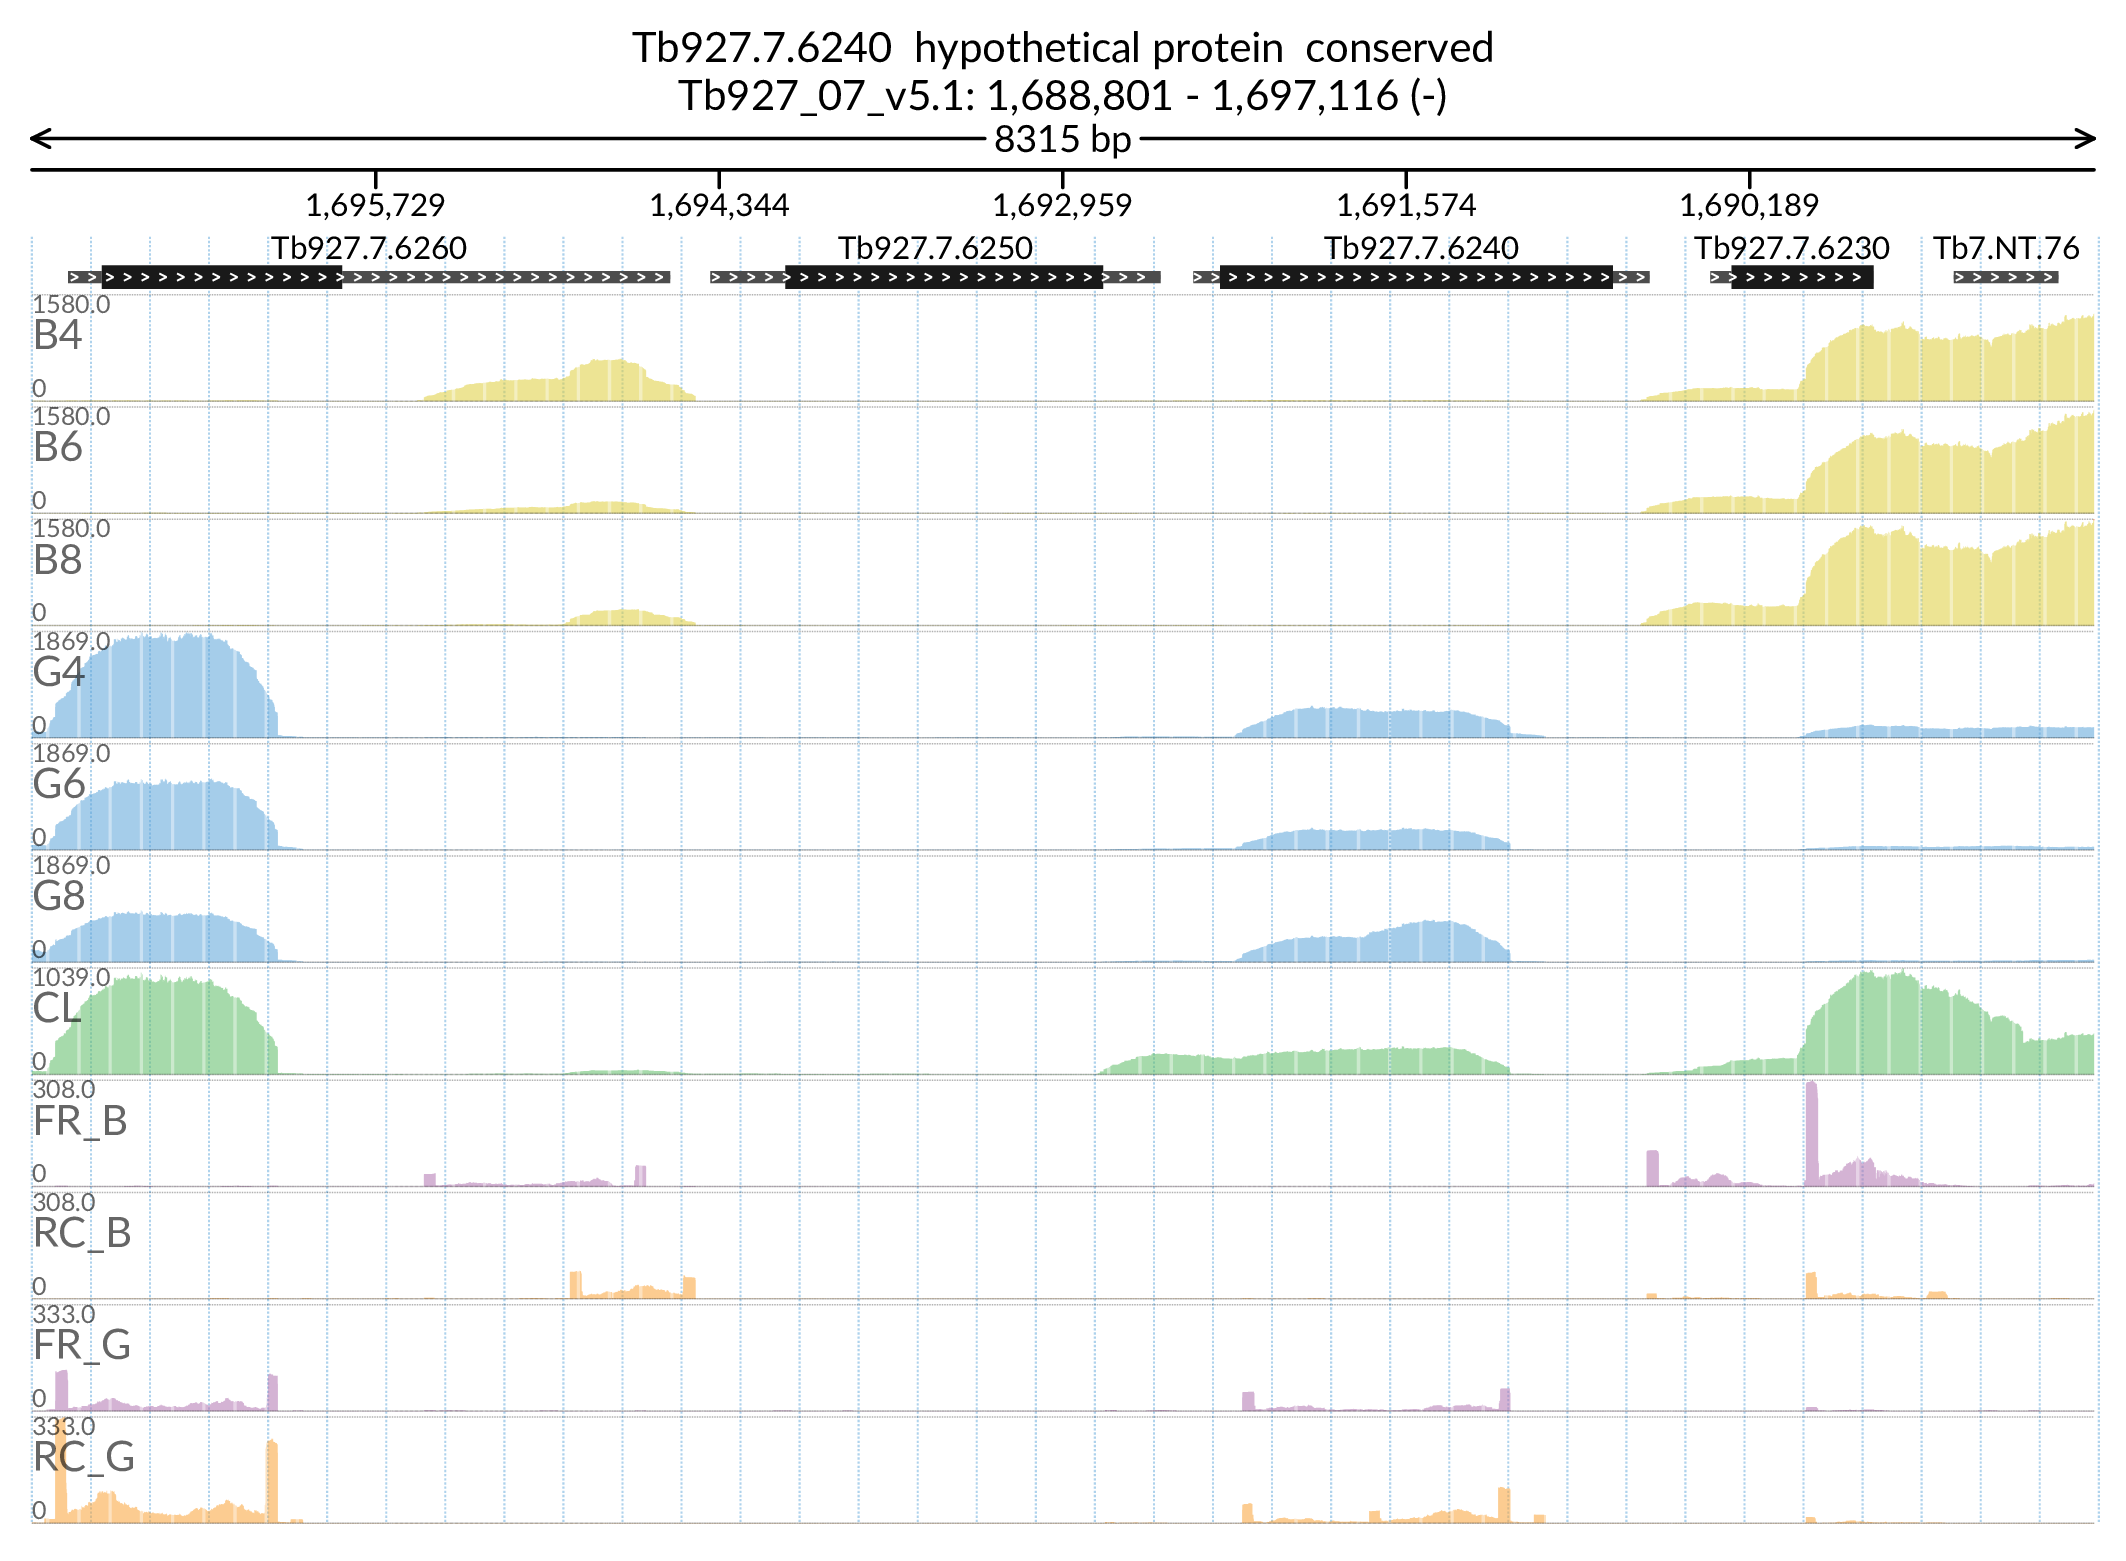 Tb927.7.6240  hypothetical protein  conserved
Tb927_07_v5.1: 1,688,801 - 1,697,116 (-)
8315 bp
1,695,729 1,694,344 1,692,959 1,691,574 1,690,189
Tb927.7.6260 Tb927.7.6250 Tb927.7.6240 Tb927.7.6230 Tb7.NT.76
1580.0
B4
0
1580.0
B6
0
1580.0
B8
0
1869.0
G4
0
1869.0
G6
0
1869.0
G8
0
1039.0
CL
0
308.0
FR_B
0
308.0
RC_B
0
333.0
FR_G
0
333.0
RC_G
0